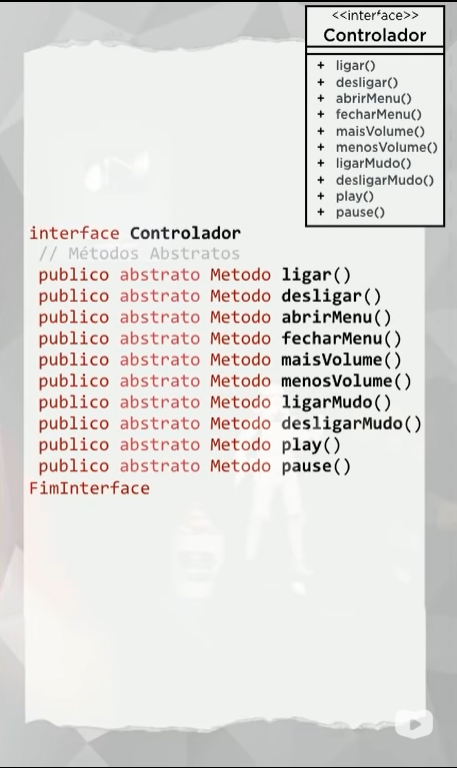 <<interface>>
Controlador
+ ligar()
+ desligar()
+ abrirMenu()
+ fecharMenu()
+ maisVolume()
+ menosVolume()
+ ligarMudo()
+ desligarMudo()
+ play()
+ pause()
interface Controlador
// Métodos Abstratos
publico abstrato Metodo ligar()
publico abstrato Metodo desligar()
publico abstrato Metodo abrirMenu()
publico abstrato Metodo fecharMenu()
publico abstrato Metodo maisVolume()
publico abstrato Metodo menosVolume()
publico abstrato Metodo ligarMudo()
publico abstrato Metodo desligarMudo()
publico abstrato Metodo play()
publico abstrato Metodo pause()
FimInterface